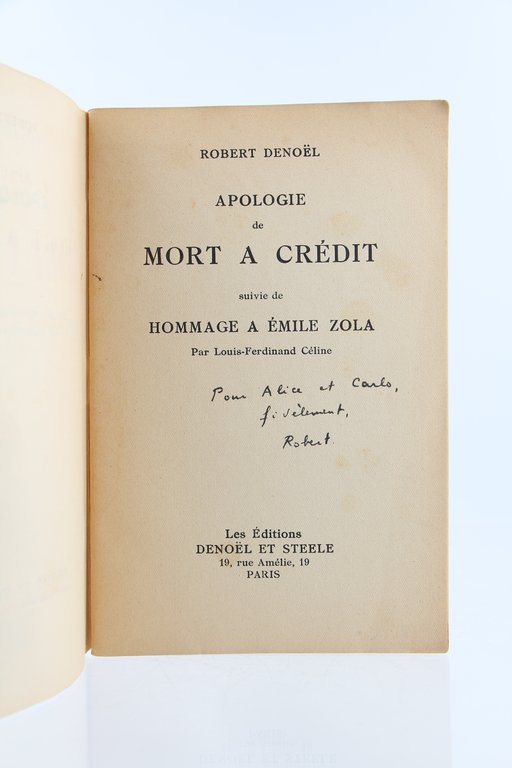 ROBERT DENOËL
APOLOGIE
de
MORT A CRÉDIT
suivie de
HOMMAGE A ÉMILE ZOLA
Par Louis-Ferdinand Céline
Pour Alice et Carlo,
fidèlement,
Robert.
Les Éditions
DENOËL ET STEELE
19, rue Amélie, 19
PARIS